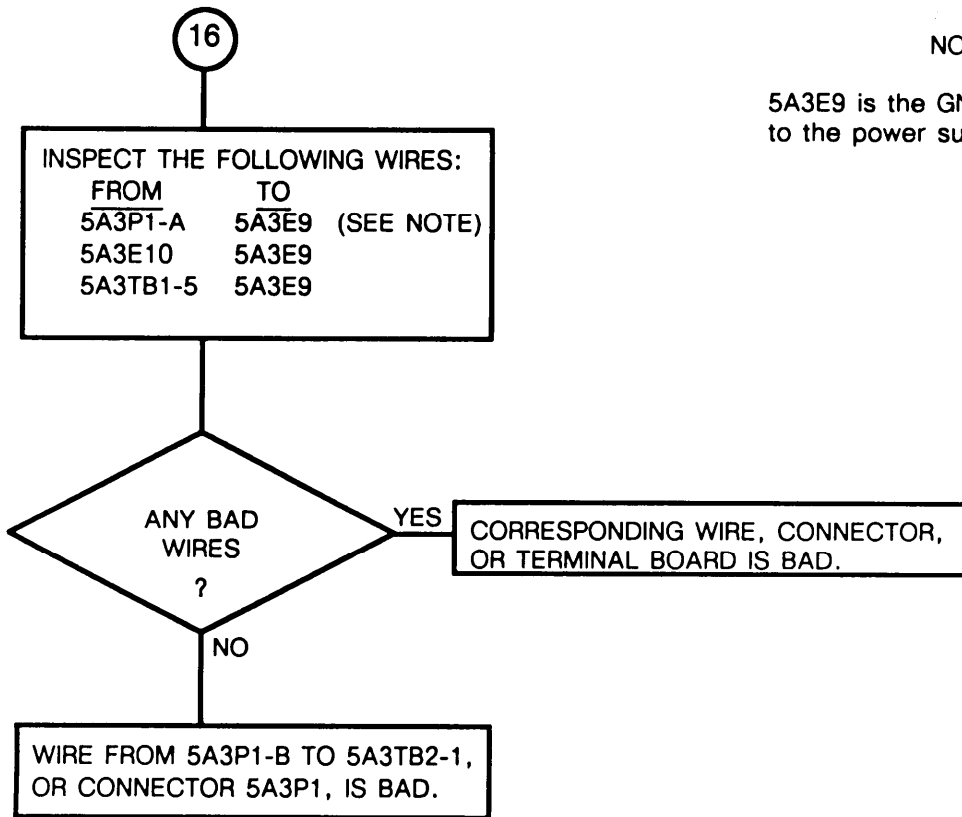 16
NO
5A3E9 is the GN
to the power su
INSPECT THE FOLLOWING WIRES:
FROM TO
5A3P1-A 5A3E9 (SEE NOTE)
5A3E10 5A3E9
5A3TB1-5 5A3E9
ANY BAD
WIRES
?
YES
CORRESPONDING WIRE, CONNECTOR,
OR TERMINAL BOARD IS BAD.
NO
WIRE FROM 5A3P1-B TO 5A3TB2-1,
OR CONNECTOR 5A3P1, IS BAD.